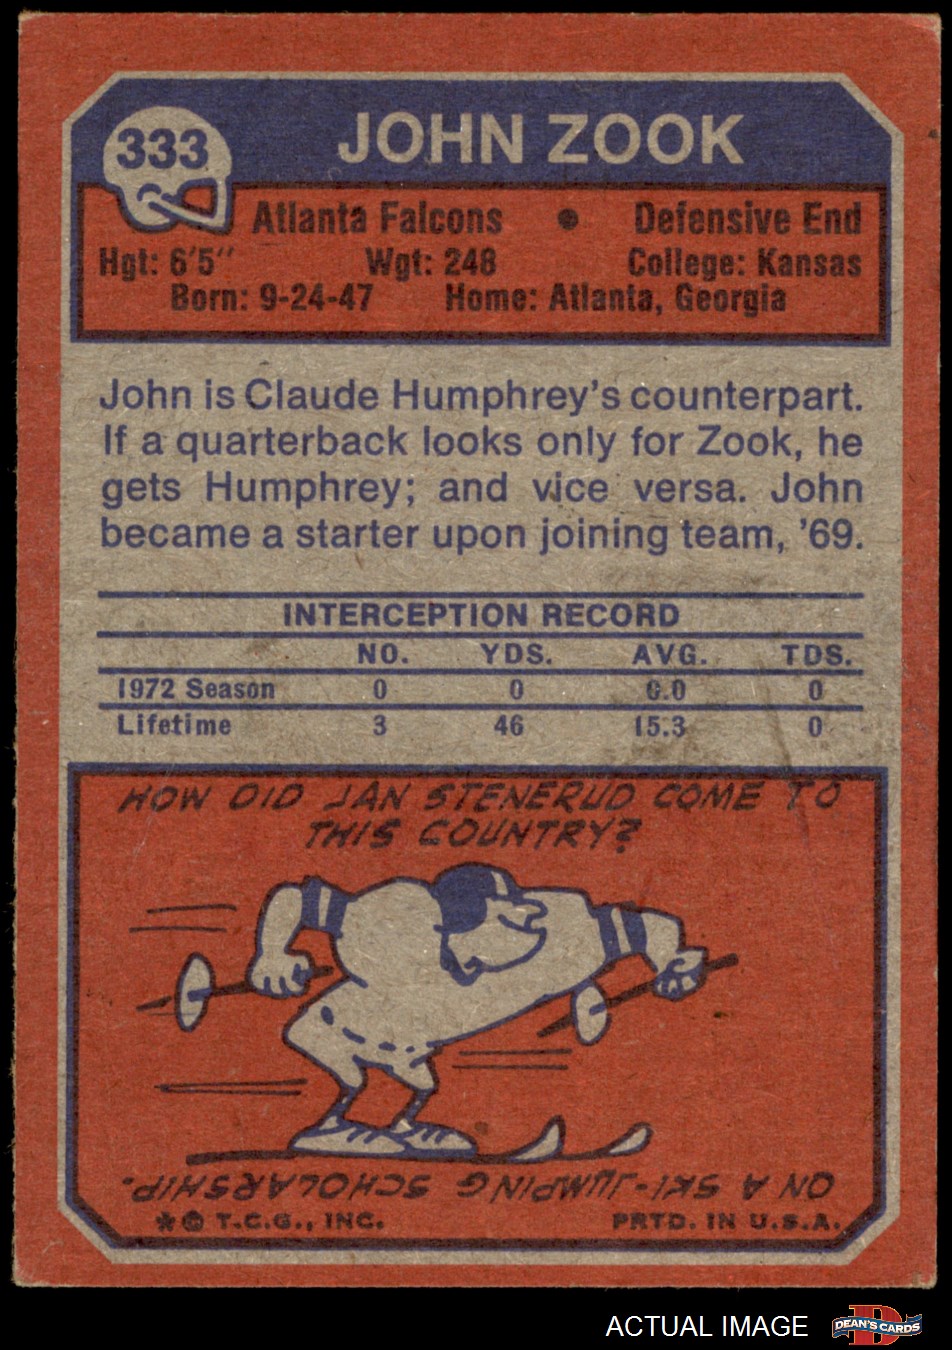 333
JOHN ZOOK
Atlanta Falcons • Defensive End
Hgt: 6'5" Wgt: 248 College: Kansas
Born: 9-24-47 Home: Atlanta, Georgia
John is Claude Humphrey's counterpart.
If a quarterback looks only for Zook, he
gets Humphrey; and vice versa. John
became a starter upon joining team, '69.
INTERCEPTION RECORD
NO. YDS. AVG. TDS.
1972 Season 0 0 0.0 0
Lifetime 3 46 15.3 0
HOW DID JAN STENERUD COME TO
THIS COUNTRY?
ON A SKI-JUMPING SCHOLARSHIP.
*© T.C.G., INC. PRTD. IN U.S.A.
ACTUAL IMAGE
D
DEAN'S CARDS